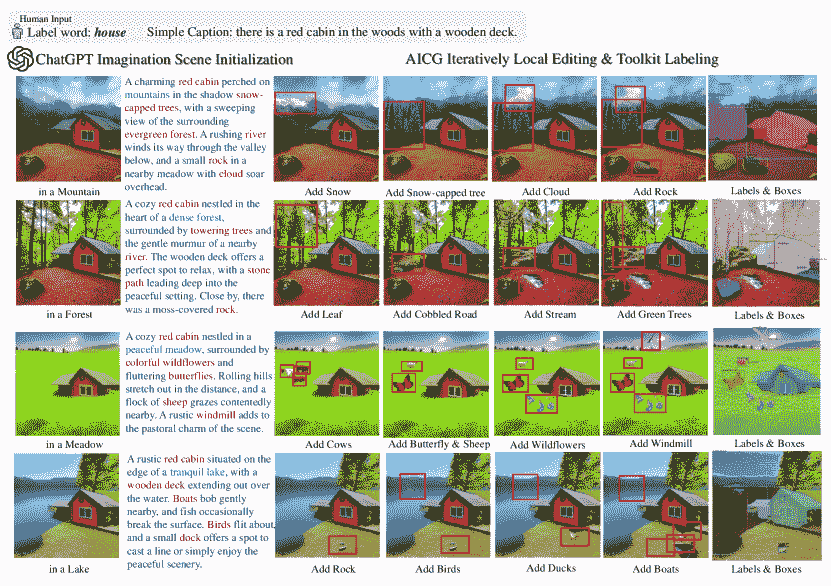 Human Input
Label word: house
Simple Caption: there is a red cabin in the woods with a wooden deck.
ChatGPT Imagination Scene Initialization
AICG Iteratively Local Editing & Toolkit Labeling
A charming red cabin perched on
mountains in the shadow snow-
capped trees, with a sweeping
view of the surrounding
evergreen forest. A rushing river
winds its way through the valley
below, and a small rock in a
nearby meadow with cloud soar
overhead.
in a Mountain
Add Snow
Add Snow-capped tree
Add Cloud
Add Rock
Labels & Boxes
A cozy red cabin nestled in the
heart of a dense forest,
surrounded by towering trees and
the gentle murmur of a nearby
river. The wooden deck offers a
perfect spot to relax, with a stone
path leading deep into the
peaceful setting. Close by, there
was a moss-covered rock.
in a Forest
Add Leaf
Add Cobbled Road
Add Stream
Add Green Trees
Labels & Boxes
A cozy red cabin nestled in a
peaceful meadow, surrounded by
colorful wildflowers and
fluttering butterflies. Rolling hills
stretch out in the distance, and a
flock of sheep grazes contentedly
nearby. A rustic windmill adds to
the pastoral charm of the scene.
in a Meadow
Add Cows
Add Butterfly & Sheep
Add Wildflowers
Add Windmill
Labels & Boxes
A rustic red cabin situated on the
edge of a tranquil lake, with a
wooden deck extending out over
the water. Boats bob gently
nearby, and fish occasionally
break the surface. Birds flit about,
and a small dock offers a spot to
cast a line or simply enjoy the
peaceful scenery.
in a Lake
Add Rock
Add Birds
Add Ducks
Add Boats
Labels & Boxes